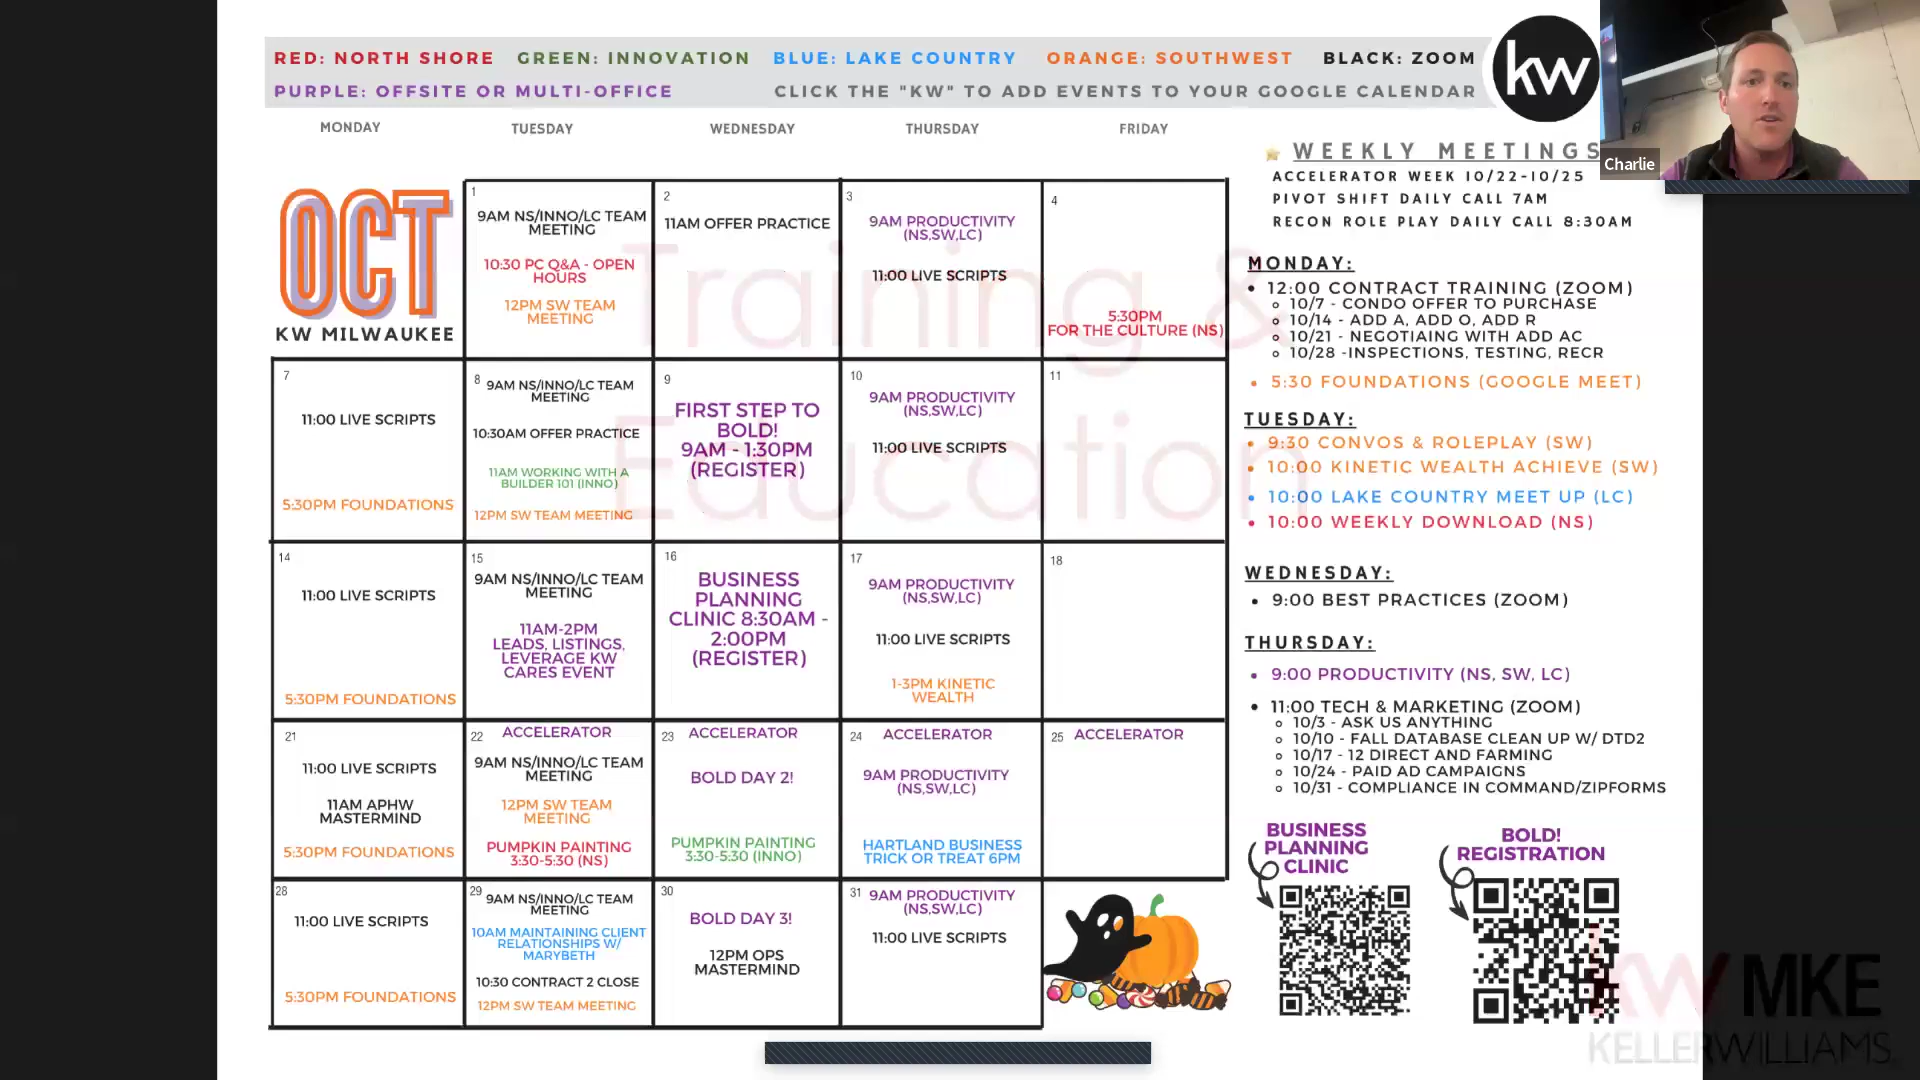 RED: NORTH SHORE GREEN: INNOVATION BLUE: LAKE COUNTRY ORANGE: SOUTHWEST BLACK: ZOOM
PURPLE: OFFSITE OR MULTI-OFFICE CLICK THE "KW" TO ADD EVENTS TO YOUR GOOGLE CALENDAR
kw
Charlie
MONDAY TUESDAY WEDNESDAY THURSDAY FRIDAY
OCT
KW MILWAUKEE
1
9AM NS/INNO/LC TEAM
MEETING
10:30 PC Q&A - OPEN
HOURS
12PM SW TEAM
MEETING
2
11AM OFFER PRACTICE
3
9AM PRODUCTIVITY
(NS,SW,LC)
11:00 LIVE SCRIPTS
4
5:30PM
FOR THE CULTURE (NS)
7
11:00 LIVE SCRIPTS
5:30PM FOUNDATIONS
8
9AM NS/INNO/LC TEAM
MEETING
10:30AM OFFER PRACTICE
11AM WORKING WITH A
BUILDER 101 (INNO)
12PM SW TEAM MEETING
9
FIRST STEP TO
BOLD!
9AM - 1:30PM
(REGISTER)
10
9AM PRODUCTIVITY
(NS,SW,LC)
11:00 LIVE SCRIPTS
11
14
11:00 LIVE SCRIPTS
5:30PM FOUNDATIONS
15
9AM NS/INNO/LC TEAM
MEETING
11AM-2PM
LEADS, LISTINGS,
LEVERAGE KW
CARES EVENT
16
BUSINESS
PLANNING
CLINIC 8:30AM -
2:00PM
(REGISTER)
17
9AM PRODUCTIVITY
(NS,SW,LC)
11:00 LIVE SCRIPTS
1-3PM KINETIC
WEALTH
18
21
11:00 LIVE SCRIPTS
11AM APHW
MASTERMIND
5:30PM FOUNDATIONS
22
ACCELERATOR
9AM NS/INNO/LC TEAM
MEETING
12PM SW TEAM
MEETING
PUMPKIN PAINTING
3:30-5:30 (NS)
23
ACCELERATOR
BOLD DAY 2!
PUMPKIN PAINTING
3:30-5:30 (INNO)
24
ACCELERATOR
9AM PRODUCTIVITY
(NS,SW,LC)
HARTLAND BUSINESS
TRICK OR TREAT 6PM
25
ACCELERATOR
28
11:00 LIVE SCRIPTS
5:30PM FOUNDATIONS
29
9AM NS/INNO/LC TEAM
MEETING
10AM MAINTAINING CLIENT
RELATIONSHIPS W/
MARYBETH
10:30 CONTRACT 2 CLOSE
12PM SW TEAM MEETING
30
BOLD DAY 3!
12PM OPS
MASTERMIND
31
9AM PRODUCTIVITY
(NS,SW,LC)
11:00 LIVE SCRIPTS
Training &
Education
WEEKLY MEETINGS
ACCELERATOR WEEK 10/22-10/25
PIVOT SHIFT DAILY CALL 7AM
RECON ROLE PLAY DAILY CALL 8:30AM
MONDAY:
12:00 CONTRACT TRAINING (ZOOM)
10/7 - CONDO OFFER TO PURCHASE
10/14 - ADD A, ADD O, ADD R
10/21 - NEGOTIAING WITH ADD AC
10/28 -INSPECTIONS, TESTING, RECR
5:30 FOUNDATIONS (GOOGLE MEET)
TUESDAY:
9:30 CONVOS & ROLEPLAY (SW)
10:00 KINETIC WEALTH ACHIEVE (SW)
10:00 LAKE COUNTRY MEET UP (LC)
10:00 WEEKLY DOWNLOAD (NS)
WEDNESDAY:
9:00 BEST PRACTICES (ZOOM)
THURSDAY:
9:00 PRODUCTIVITY (NS, SW, LC)
11:00 TECH & MARKETING (ZOOM)
10/3 - ASK US ANYTHING
10/10 - FALL DATABASE CLEAN UP W/ DTD2
10/17 - 12 DIRECT AND FARMING
10/24 - PAID AD CAMPAIGNS
10/31 - COMPLIANCE IN COMMAND/ZIPFORMS
BUSINESS
PLANNING
CLINIC
BOLD!
REGISTRATION
kw MKE
KELLERWILLIAMS.